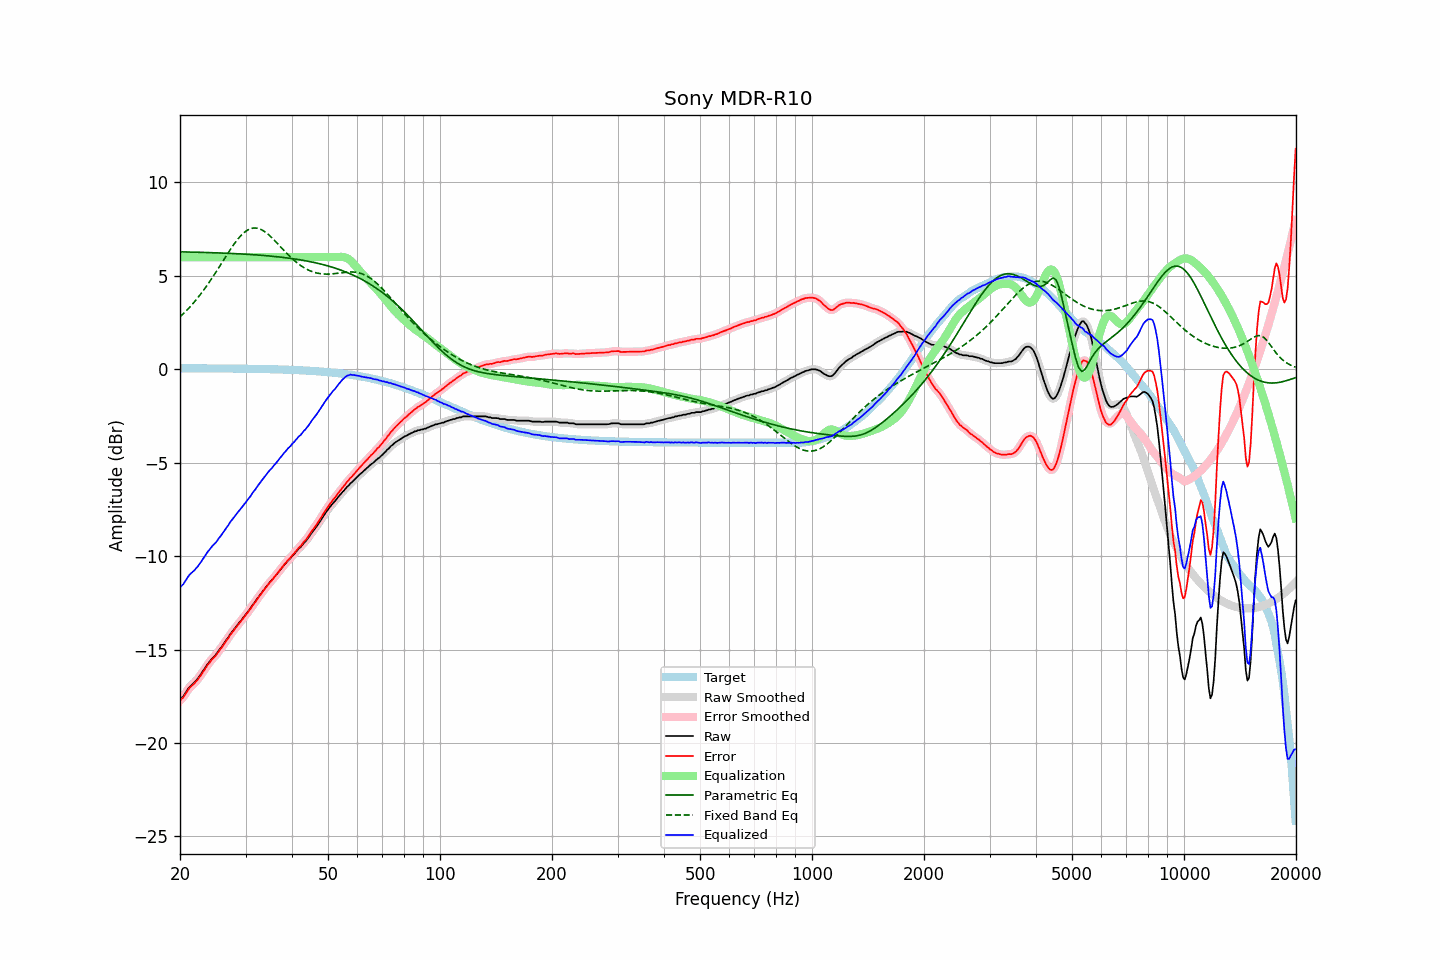 Sony MDR-R10
10
5
0
−5
−10
−15
−20
−25
Amplitude (dBr)
Target
Raw Smoothed
Error Smoothed
Raw
Error
Equalization
Parametric Eq
Fixed Band Eq
Equalized
20
50
100
200
500
1000
2000
5000
10000
20000
Frequency (Hz)